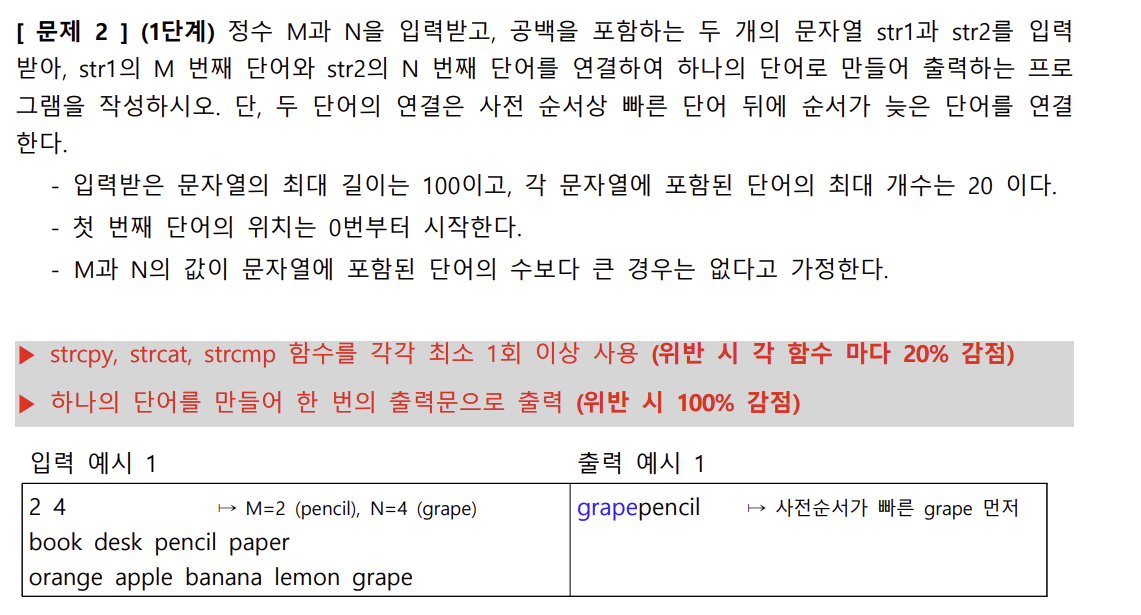 [ 문제 2 ] (1단계) 정수 M과 N을 입력받고, 공백을 포함하는 두 개의 문자열 str1과 str2를 입력
받아, str1의 M 번째 단어와 str2의 N 번째 단어를 연결하여 하나의 단어로 만들어 출력하는 프로
그램을 작성하시오. 단, 두 단어의 연결은 사전 순서상 빠른 단어 뒤에 순서가 늦은 단어를 연결
한다.
- 입력받은 문자열의 최대 길이는 100이고, 각 문자열에 포함된 단어의 최대 개수는 20 이다.
- 첫 번째 단어의 위치는 0번부터 시작한다.
- M과 N의 값이 문자열에 포함된 단어의 수보다 큰 경우는 없다고 가정한다.
▶ strcpy, strcat, strcmp 함수를 각각 최소 1회 이상 사용 (위반 시 각 함수 마다 20% 감점)
▶ 하나의 단어를 만들어 한 번의 출력문으로 출력 (위반 시 100% 감점)
입력 예시 1
2 4 ↦ M=2 (pencil), N=4 (grape)
book desk pencil paper
orange apple banana lemon grape
출력 예시 1
grapepencil ↦ 사전순서가 빠른 grape 먼저